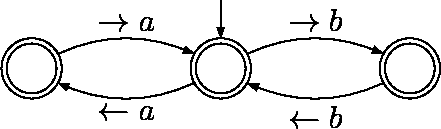 → a → b
← a ← b